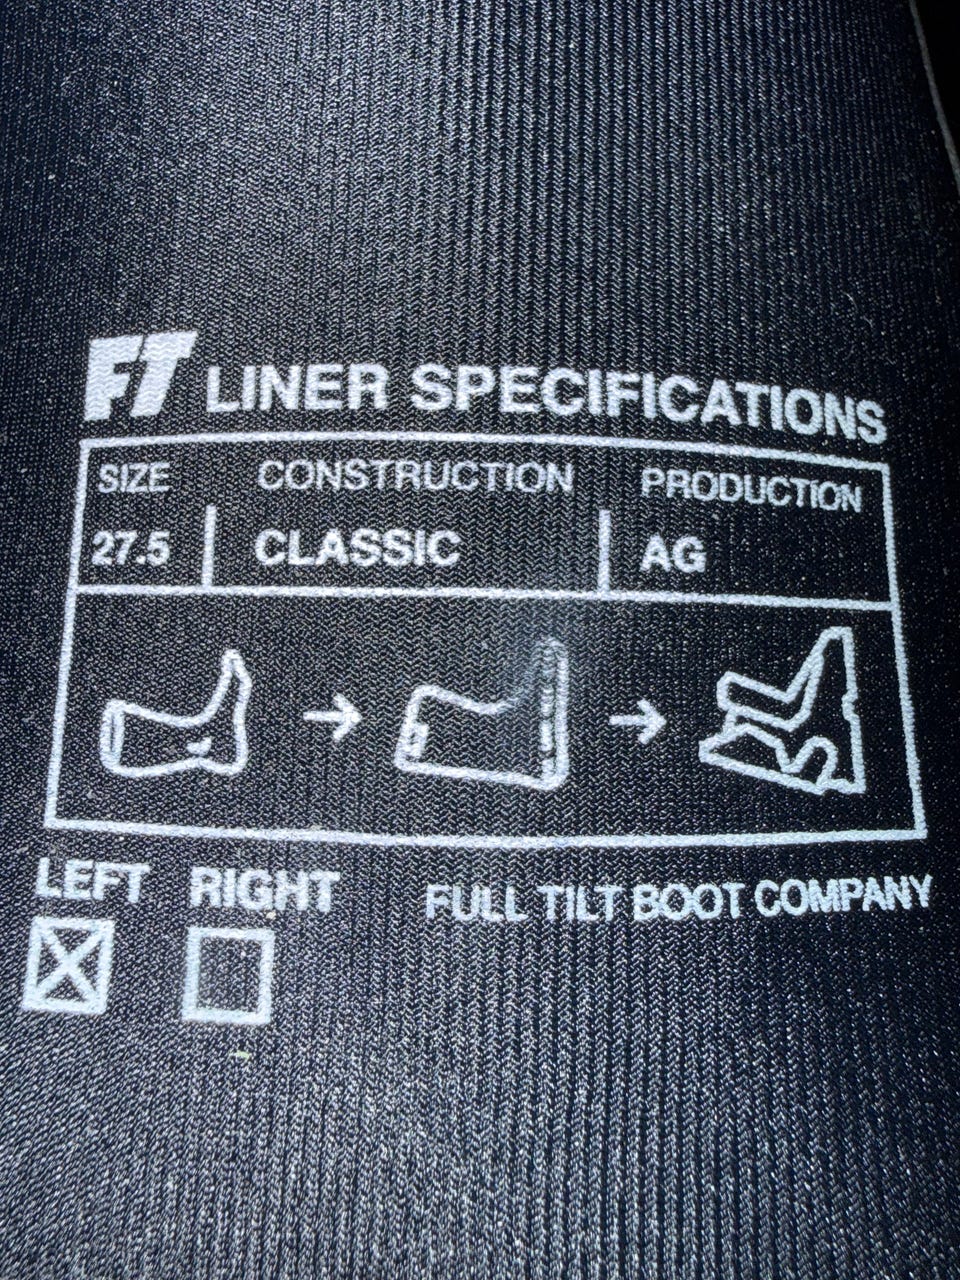 FT LINER SPECIFICATIONS
SIZE CONSTRUCTION PRODUCTION
27.5 CLASSIC AG
LEFT RIGHT FULL TILT BOOT COMPANY